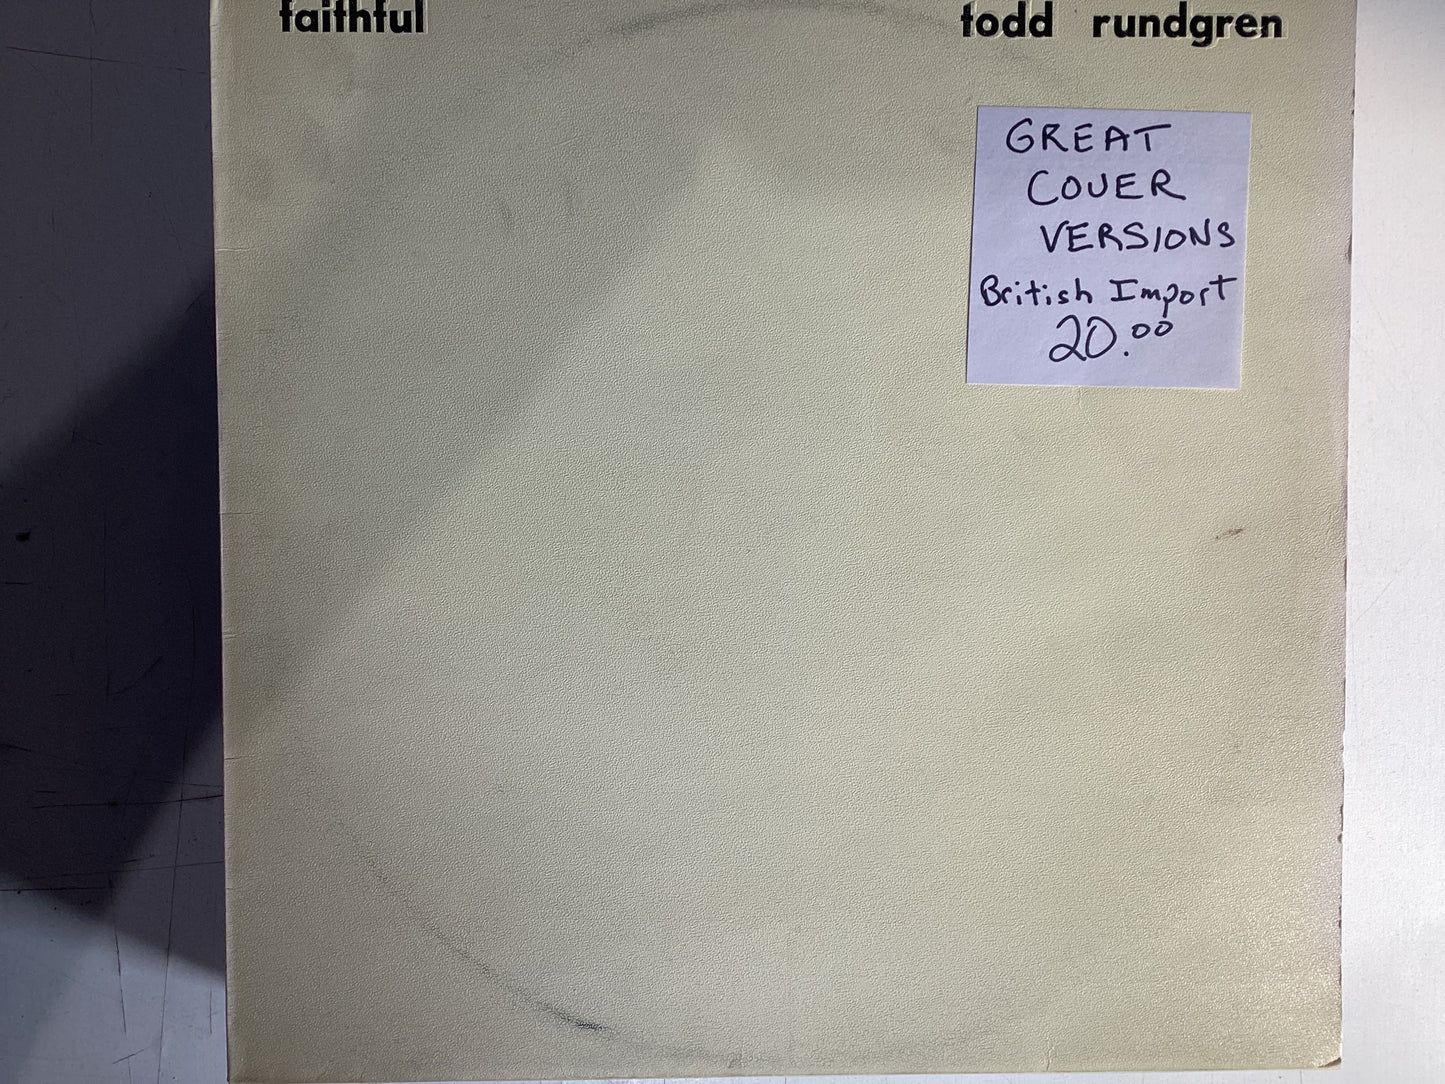 faithful todd rundgren
GREAT
COVER
VERSIONS
British Import
20.00